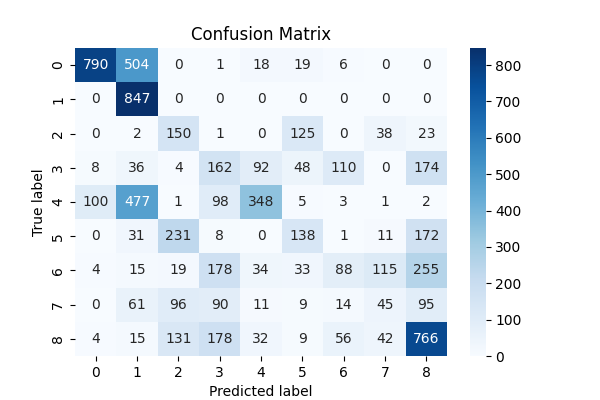 Confusion Matrix
0 790 504 0 1 18 19 6 0 0
1 0 847 0 0 0 0 0 0 0
2 0 2 150 1 0 125 0 38 23
3 8 36 4 162 92 48 110 0 174
4 100 477 1 98 348 5 3 1 2
5 0 31 231 8 0 138 1 11 172
6 4 15 19 178 34 33 88 115 255
7 0 61 96 90 11 9 14 45 95
8 4 15 131 178 32 9 56 42 766
0 1 2 3 4 5 6 7 8
True label
Predicted label
800
700
600
500
400
300
200
100
0